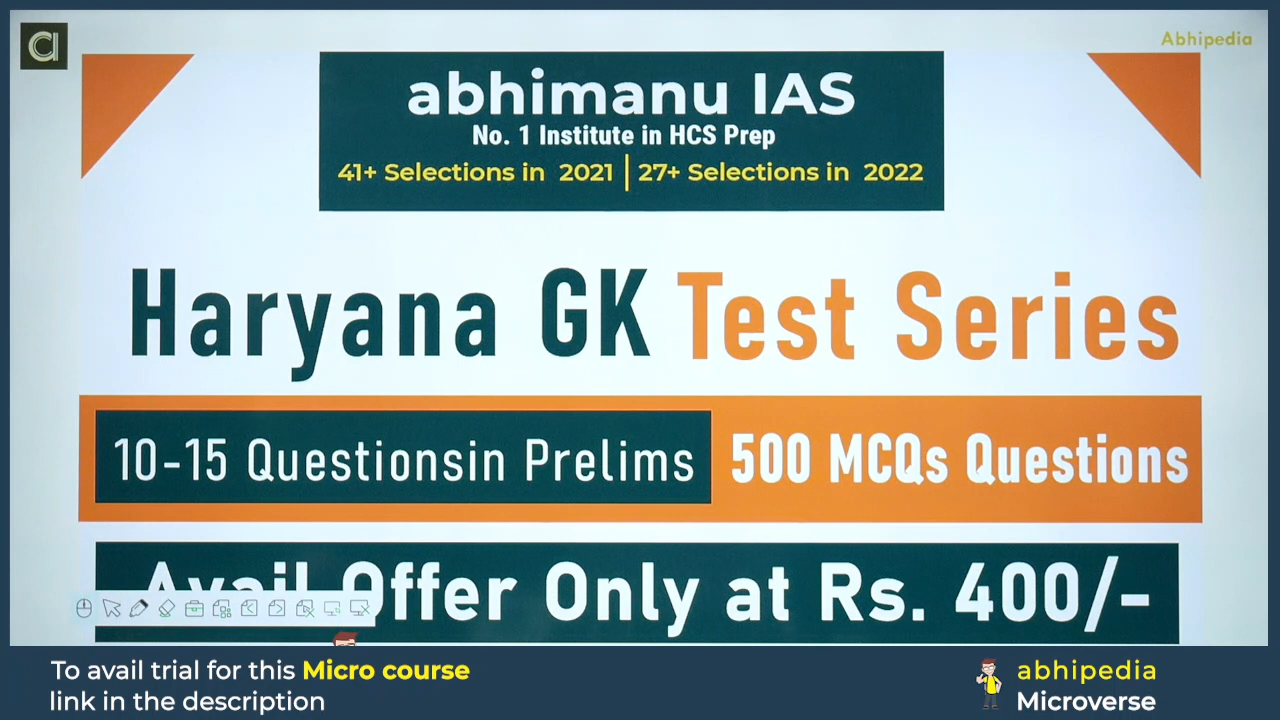 Abhipedia
abhimanu IAS
No. 1 Institute in HCS Prep
41+ Selections in 2021 | 27+ Selections in 2022
Haryana GK Test Series
10-15 Questionsin Prelims 500 MCQs Questions
Avail Offer Only at Rs. 400/-
To avail trial for this Micro course
link in the description
abhipedia
Microverse